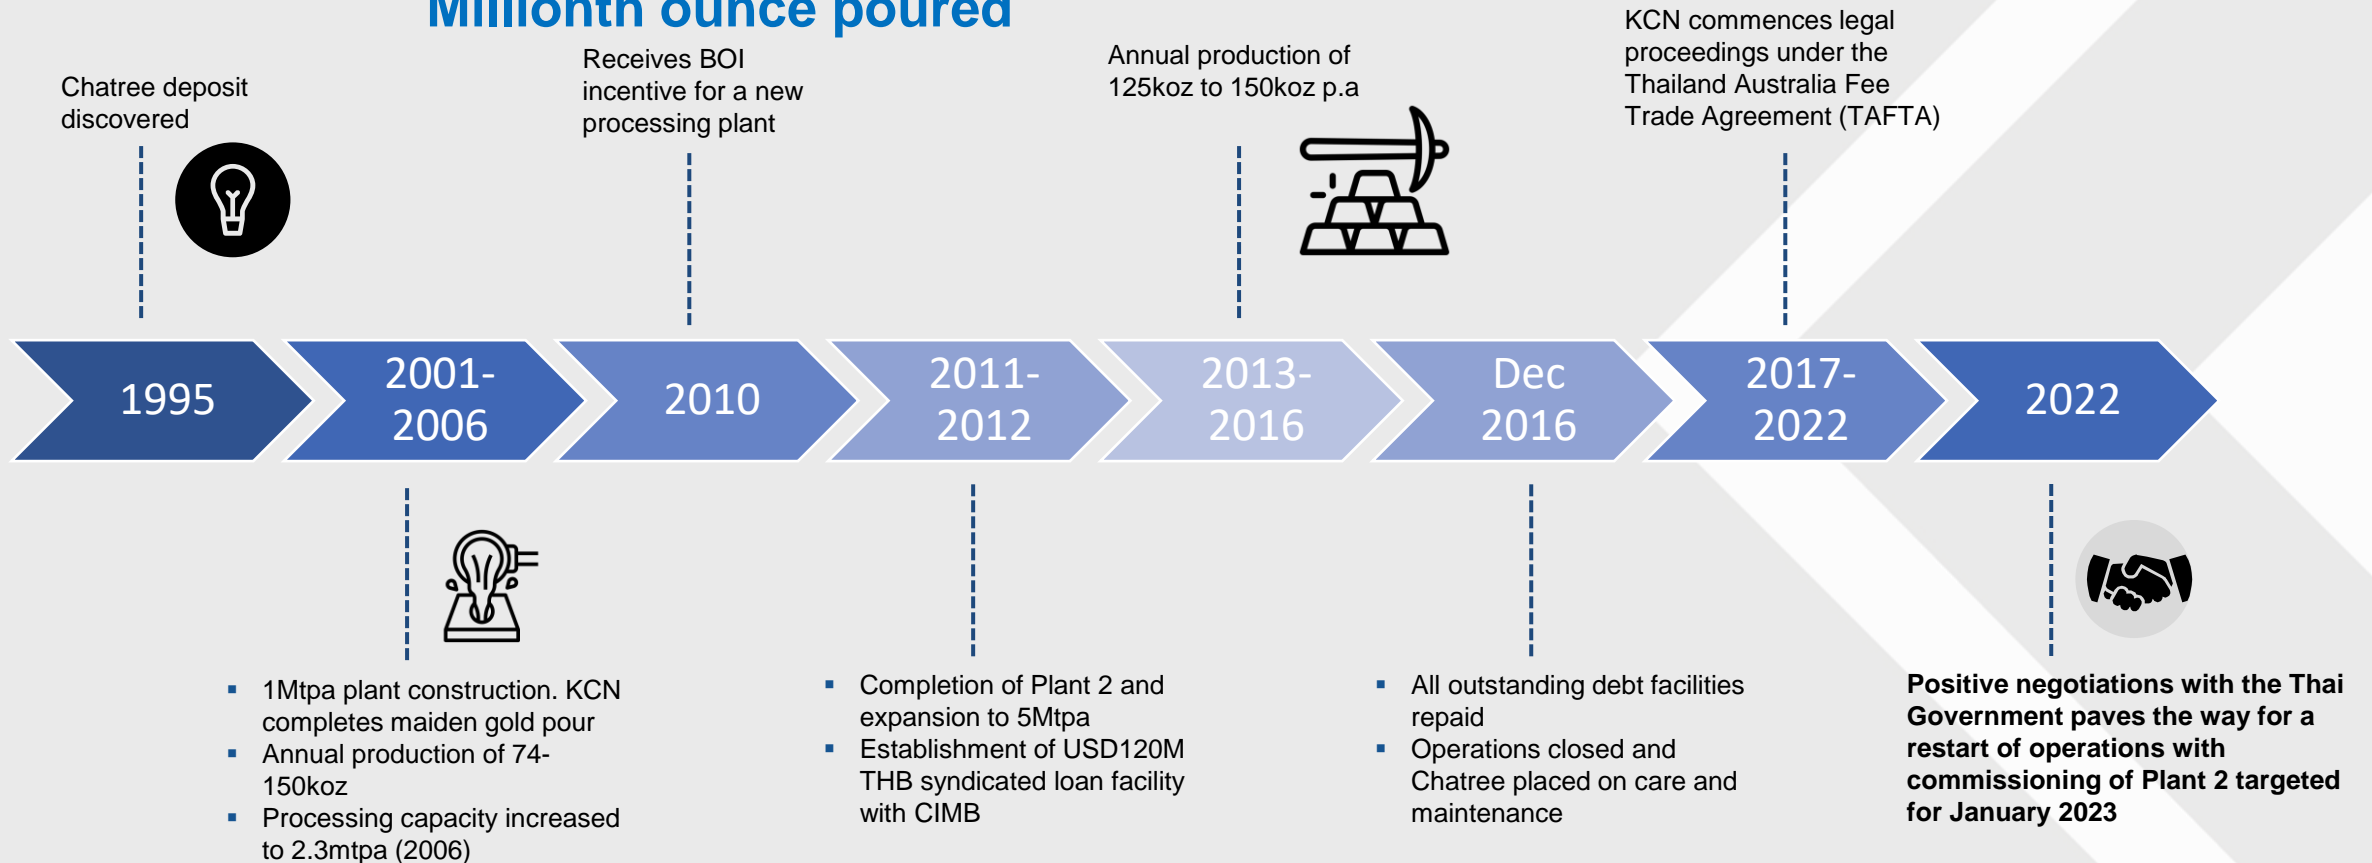 Millionth ounce poured
Chatree deposit
discovered
Receives BOI
incentive for a new
processing plant
Annual production of
125koz to 150koz p.a
KCN commences legal
proceedings under the
Thailand Australia Fee
Trade Agreement (TAFTA)
1995
2001-
2006
2010
2011-
2012
2013-
2016
Dec
2016
2017-
2022
2022
▪ 1Mtpa plant construction. KCN
completes maiden gold pour
▪ Annual production of 74-
150koz
▪ Processing capacity increased
to 2.3mtpa (2006)
▪ Completion of Plant 2 and
expansion to 5Mtpa
▪ Establishment of USD120M
THB syndicated loan facility
with CIMB
▪ All outstanding debt facilities
repaid
▪ Operations closed and
Chatree placed on care and
maintenance
Positive negotiations with the Thai
Government paves the way for a
restart of operations with
commissioning of Plant 2 targeted
for January 2023